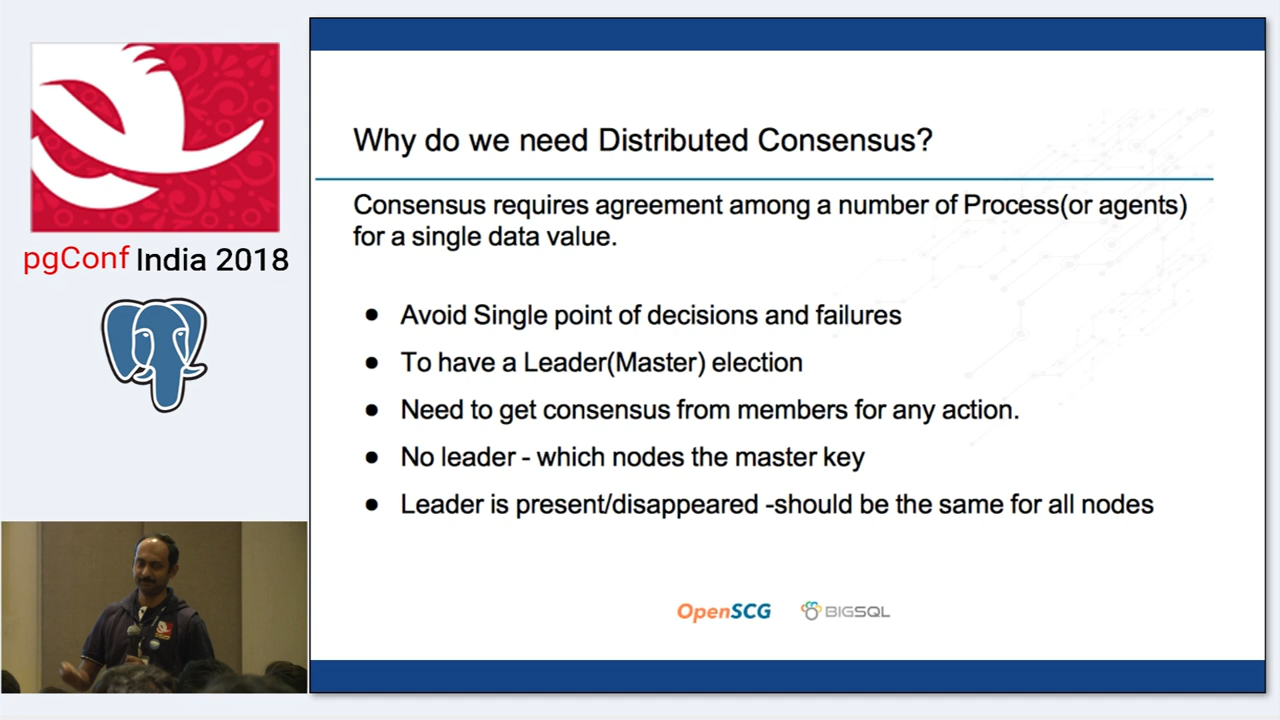 pgConf India 2018
Why do we need Distributed Consensus?
Consensus requires agreement among a number of Process(or agents)
for a single data value.
● Avoid Single point of decisions and failures
● To have a Leader(Master) election
● Need to get consensus from members for any action.
● No leader - which nodes the master key
● Leader is present/disappeared -should be the same for all nodes
OpenSCG BIGSQL